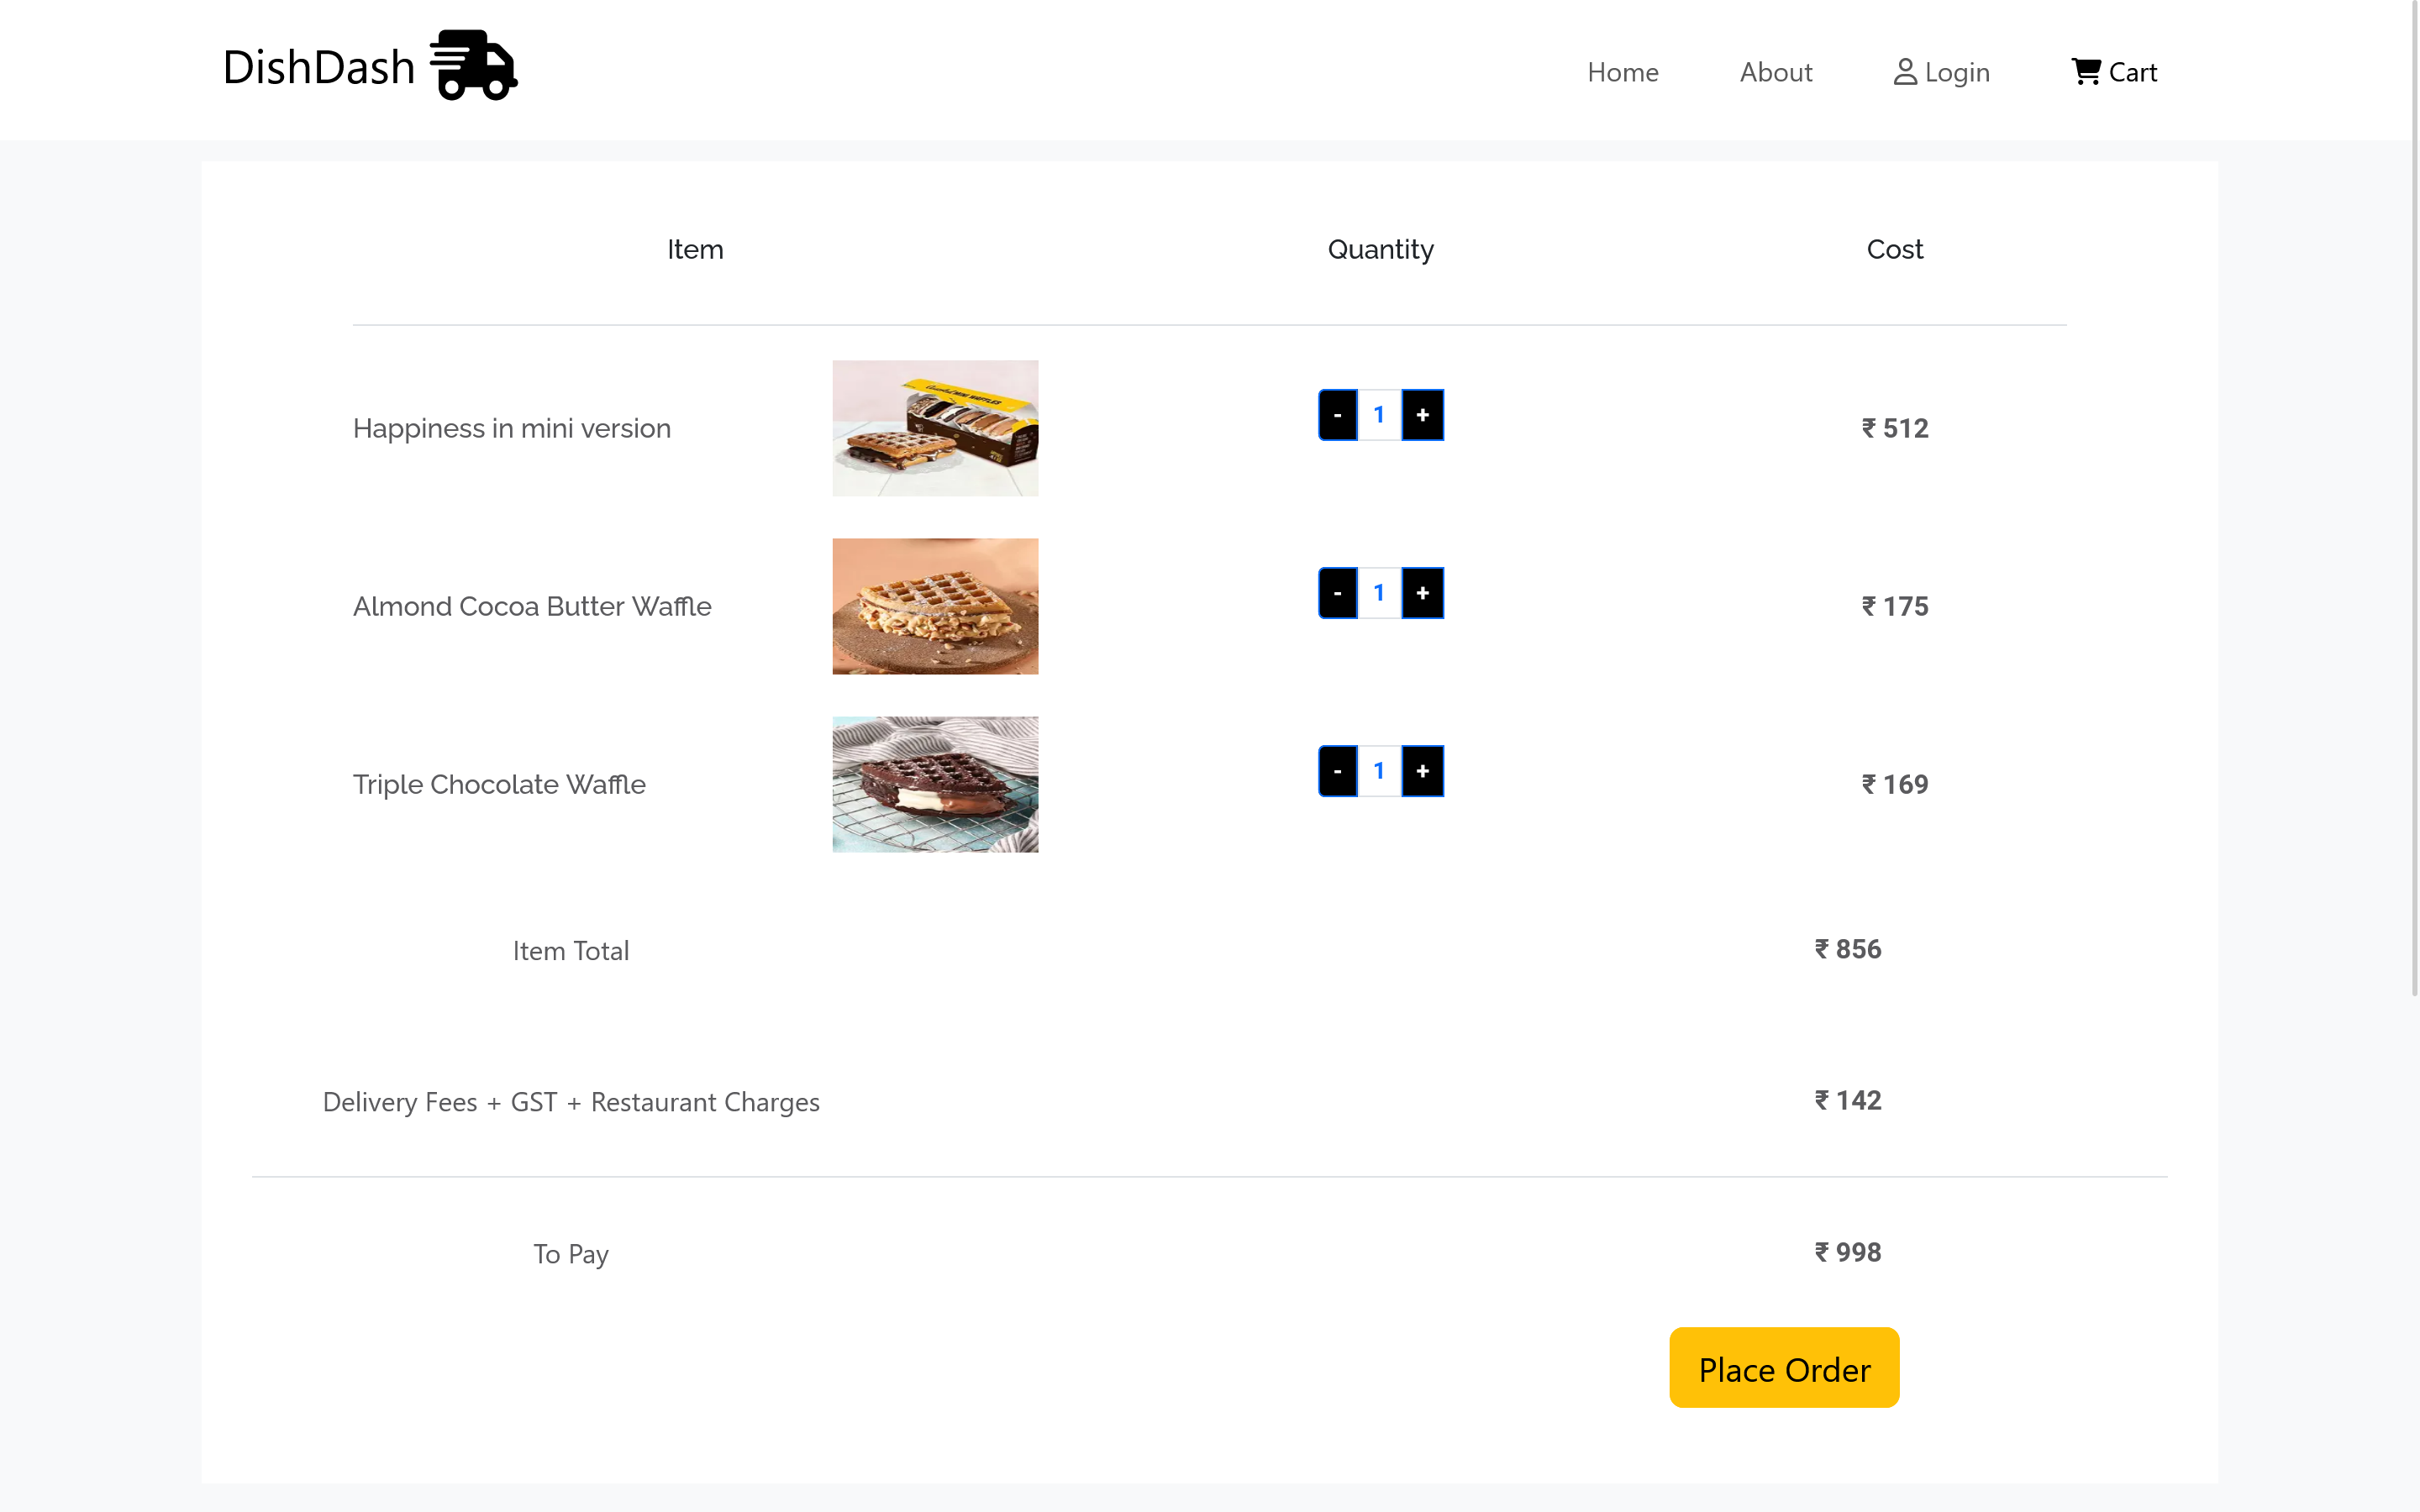 DishDash
Home About Login Cart
Item Quantity Cost
Happiness in mini version - 1 + ₹ 512
MINI WAFFLES
Almond Cocoa Butter Waffle - 1 + ₹ 175
Triple Chocolate Waffle - 1 + ₹ 169
Item Total ₹ 856
Delivery Fees + GST + Restaurant Charges ₹ 142
To Pay ₹ 998
Place Order